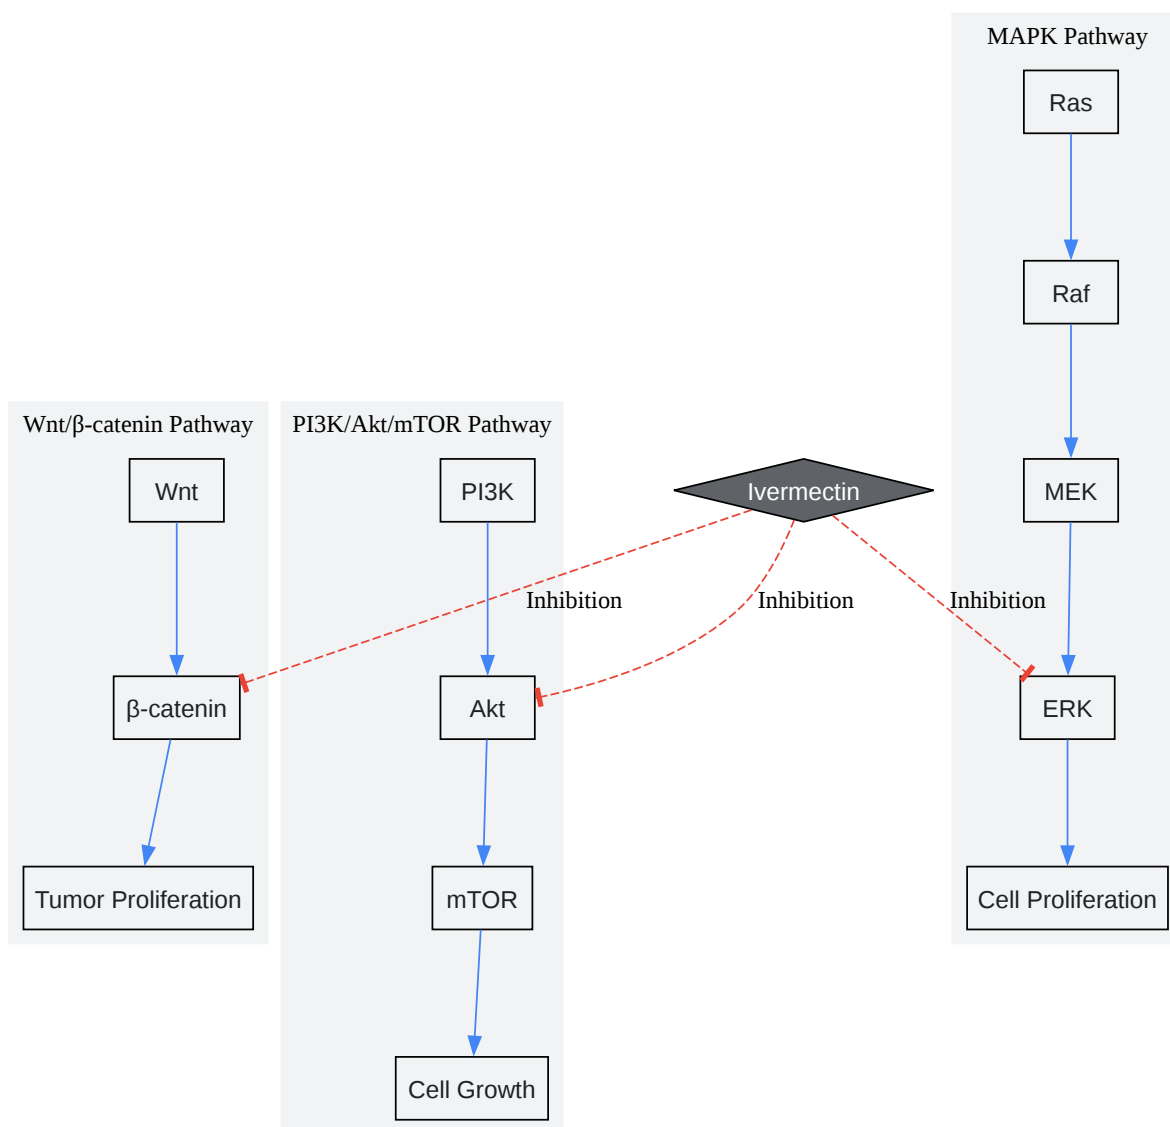 MAPK Pathway
Ras
Raf
Wnt/β-catenin Pathway
PI3K/Akt/mTOR Pathway
Wnt
PI3K
Ivermectin
MEK
Inhibition
Inhibition
Inhibition
β-catenin
Akt
ERK
Tumor Proliferation
mTOR
Cell Proliferation
Cell Growth